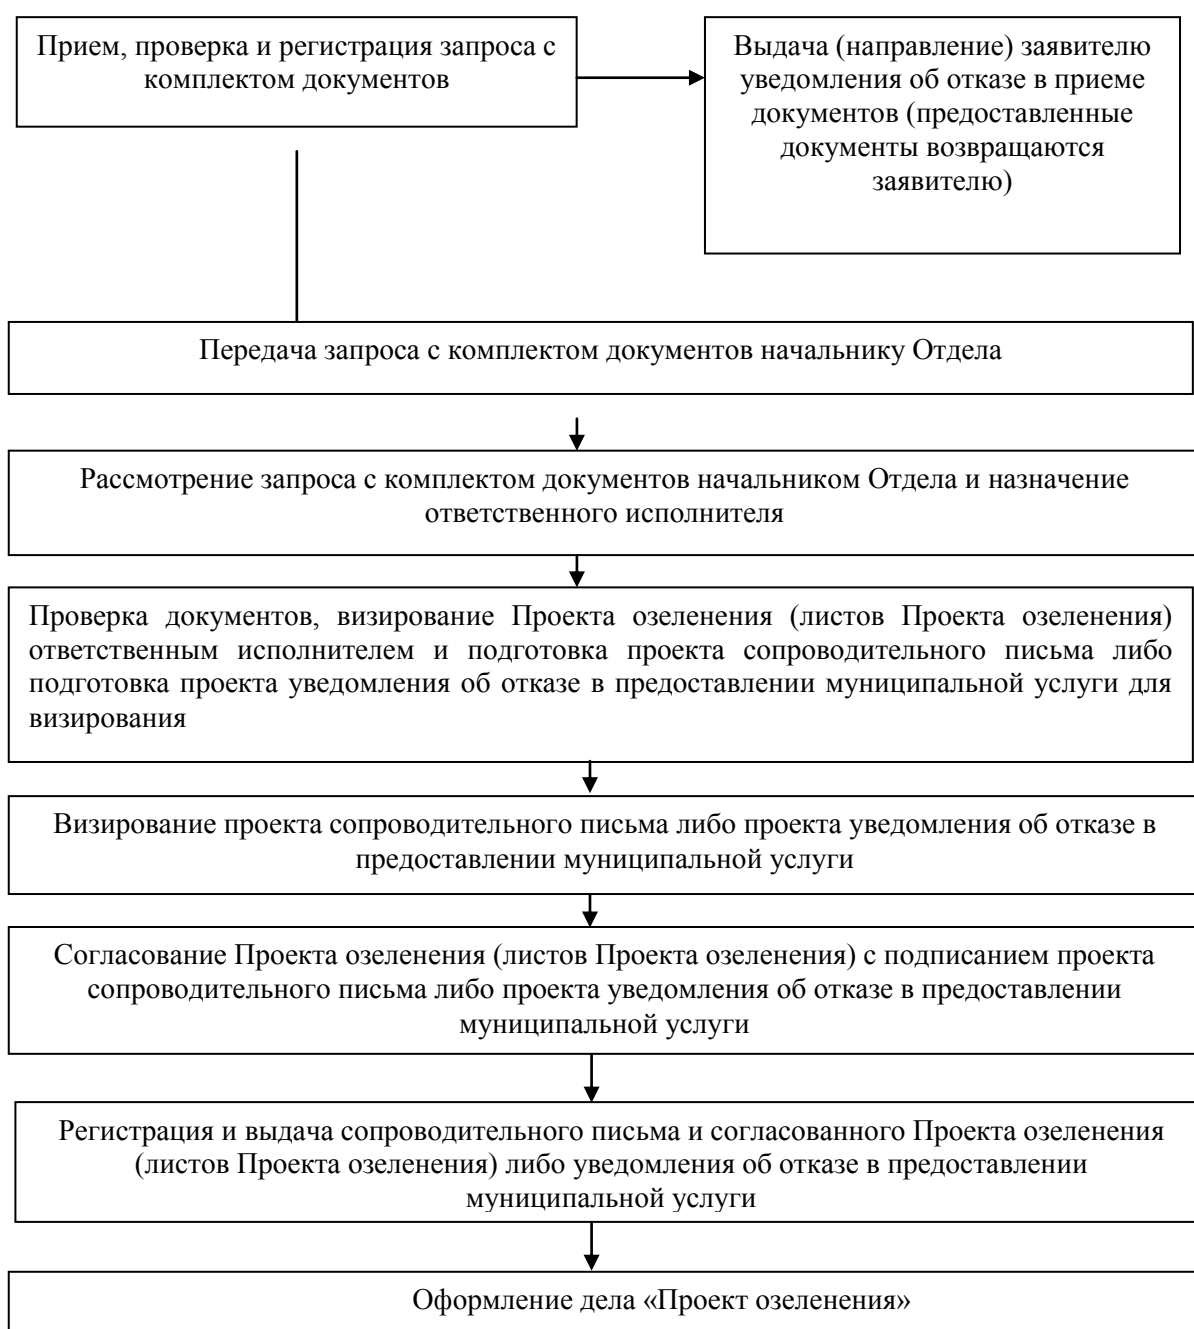 Прием, проверка и регистрация запроса с
комплектом документов
Выдача (направление) заявителю
уведомления об отказе в приеме
документов (предоставленные
документы возвращаются
заявителю)
Передача запроса с комплектом документов начальнику Отдела
Рассмотрение запроса с комплектом документов начальником Отдела и назначение
ответственного исполнителя
Проверка документов, визирование Проекта озеленения (листов Проекта озеленения)
ответственным исполнителем и подготовка проекта сопроводительного письма либо
подготовка проекта уведомления об отказе в предоставлении муниципальной услуги для
визирования
Визирование проекта сопроводительного письма либо проекта уведомления об отказе в
предоставлении муниципальной услуги
Согласование Проекта озеленения (листов Проекта озеленения) с подписанием проекта
сопроводительного письма либо проекта уведомления об отказе в предоставлении
муниципальной услуги
Регистрация и выдача сопроводительного письма и согласованного Проекта озеленения
(листов Проекта озеленения) либо уведомления об отказе в предоставлении
муниципальной услуги
Оформление дела «Проект озеленения»